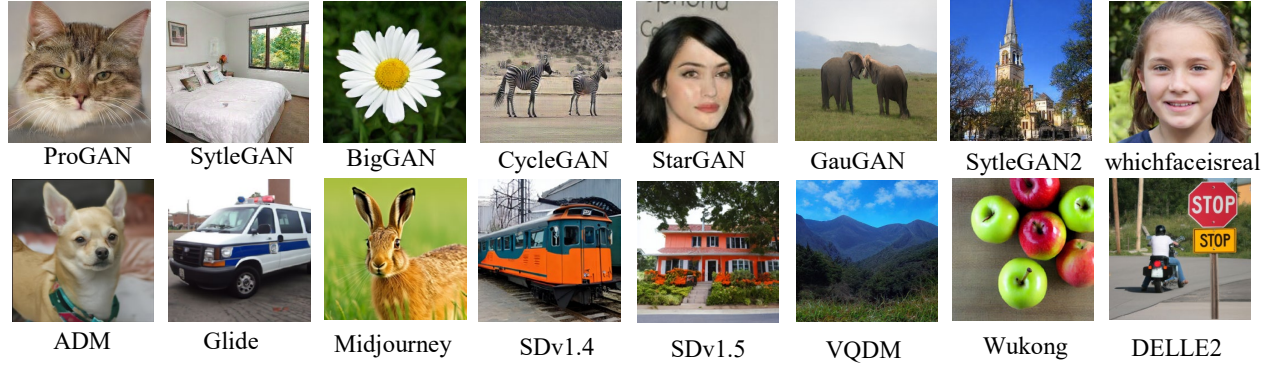 ProGAN
SytleGAN
BigGAN
CycleGAN
StarGAN
GauGAN
SytleGAN2
whichfaceisreal
STOP
STOP
ADM
Glide
Midjourney
SDv1.4
SDv1.5
VQDM
Wukong
DELLE2